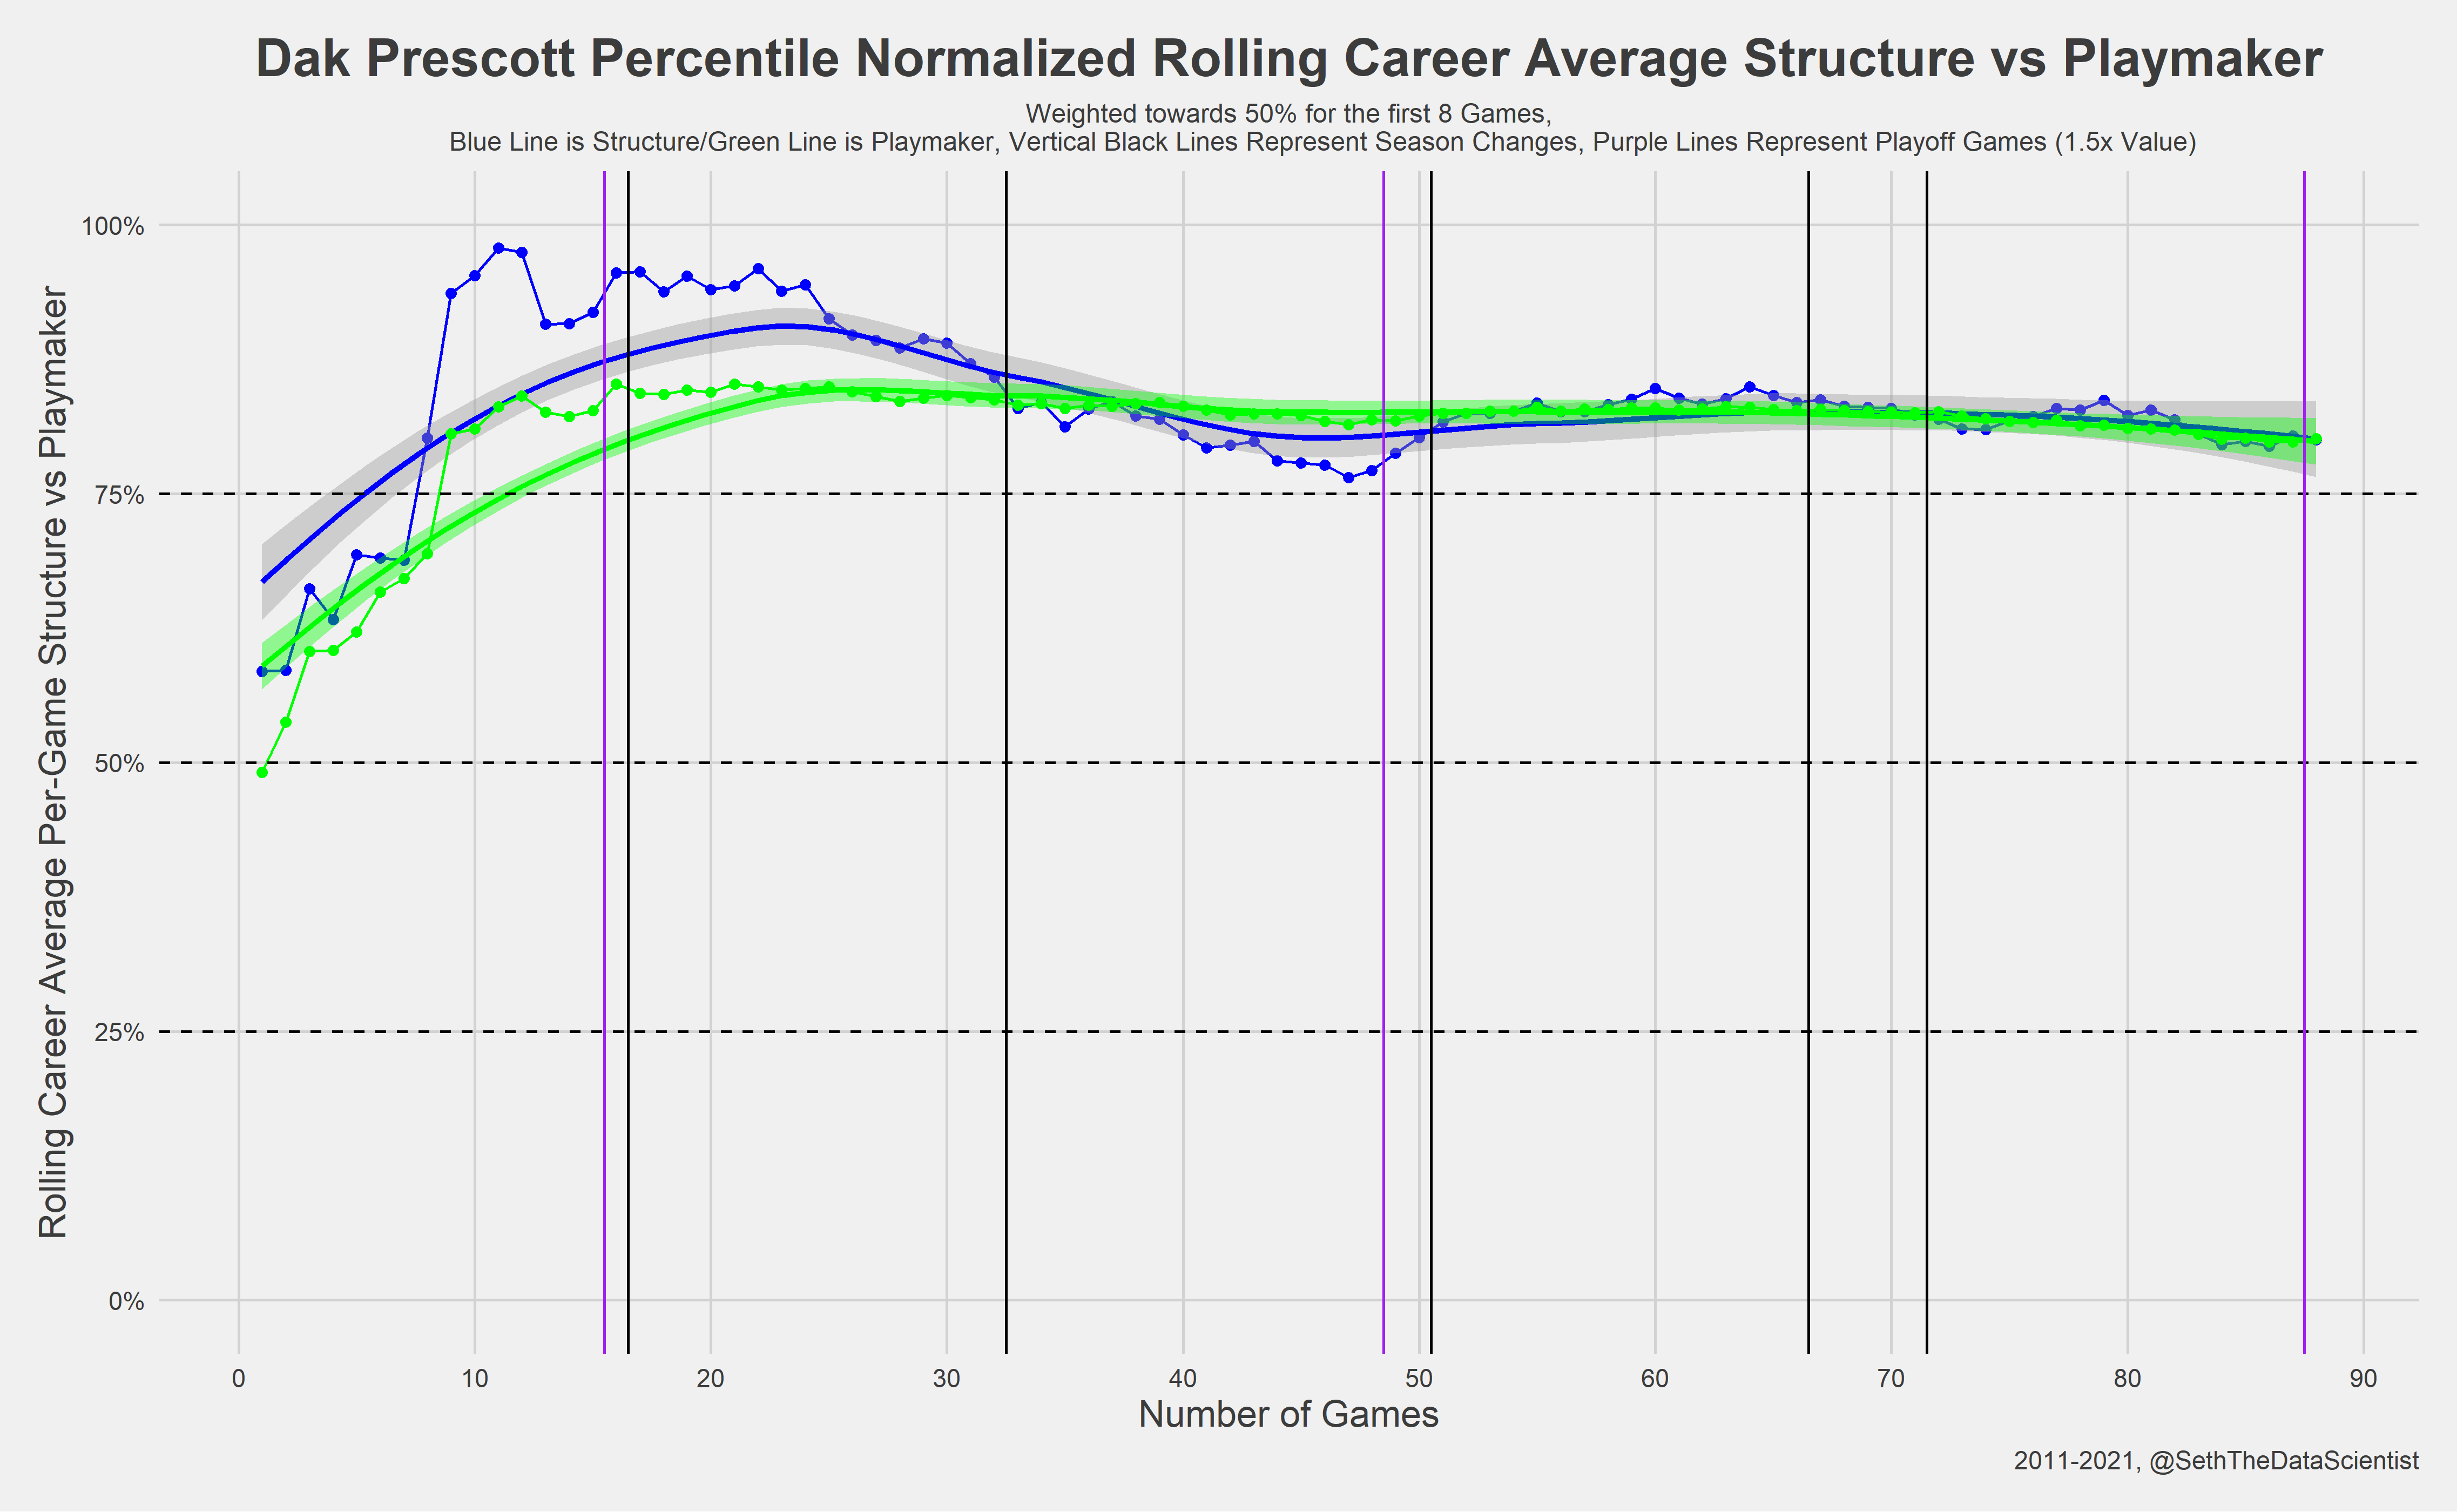 Dak Prescott Percentile Normalized Rolling Career Average Structure vs Playmaker
Weighted towards 50% for the first 8 Games,
Blue Line is Structure/Green Line is Playmaker, Vertical Black Lines Represent Season Changes, Purple Lines Represent Playoff Games (1.5x Value)
Rolling Career Average Per-Game Structure vs Playmaker
100%
75%
50%
25%
0%
0 10 20 30 40 50 60 70 80 90
Number of Games
2011-2021, @SethTheDataScientist